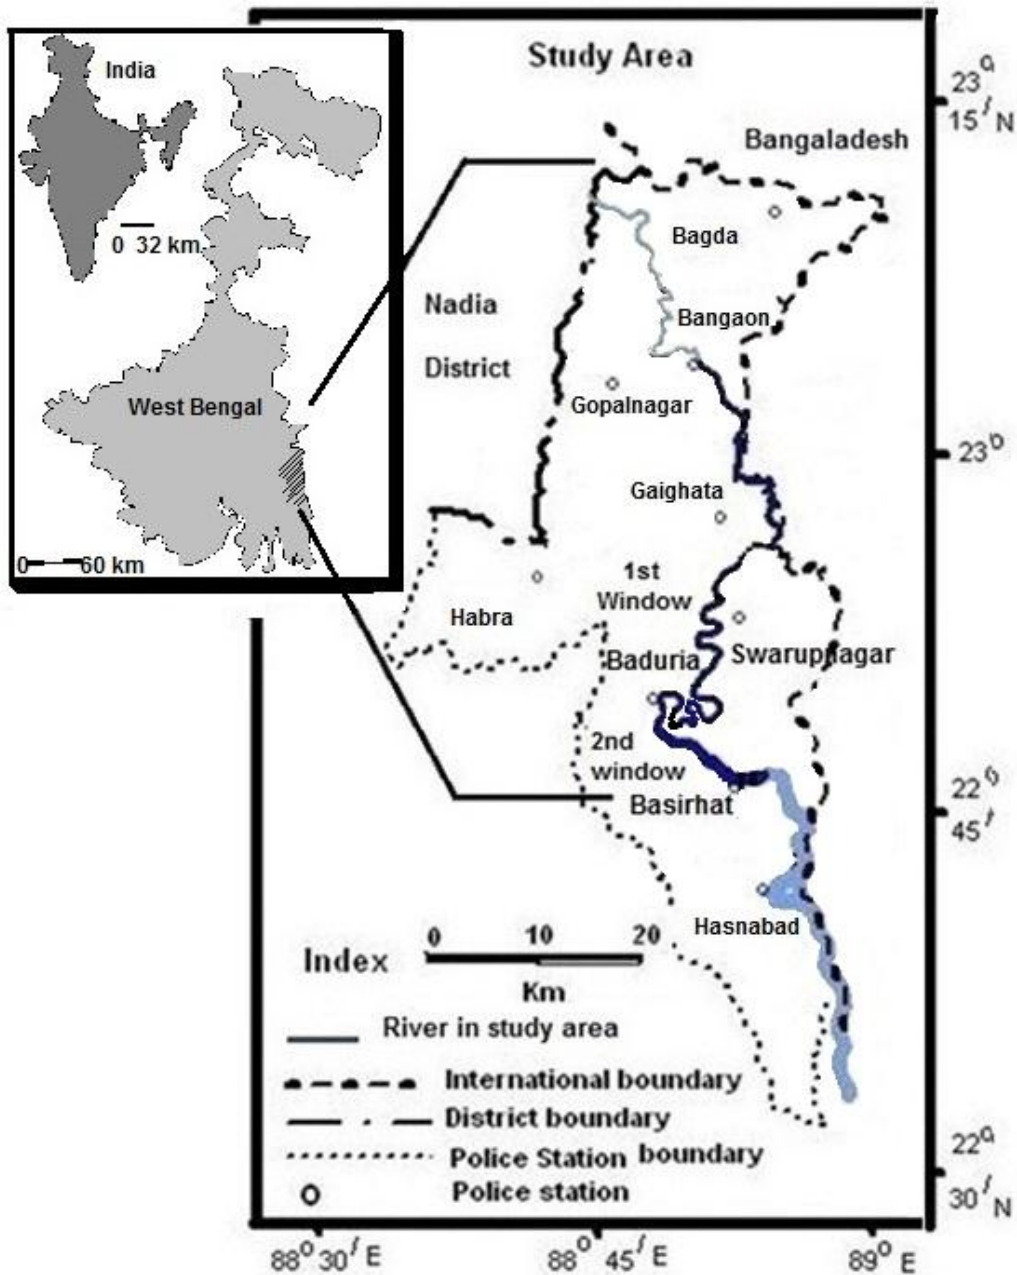 Study Area
India
0 32 km
West Bengal
0 60 km
23° 15' N
Bangaladesh
Bagda
Nadia
District
Bangaon
Gopalnagar
23°
Gaighata
1st
Window
Habra
Baduria
Swarupnagar
2nd
window
Basirhat
22°
45'
Hasnabad
0 10 20
Km
Index
River in study area
International boundary
District boundary
Police Station boundary
Police station
22°
30' N
88° 30' E
88° 45' E
89° E